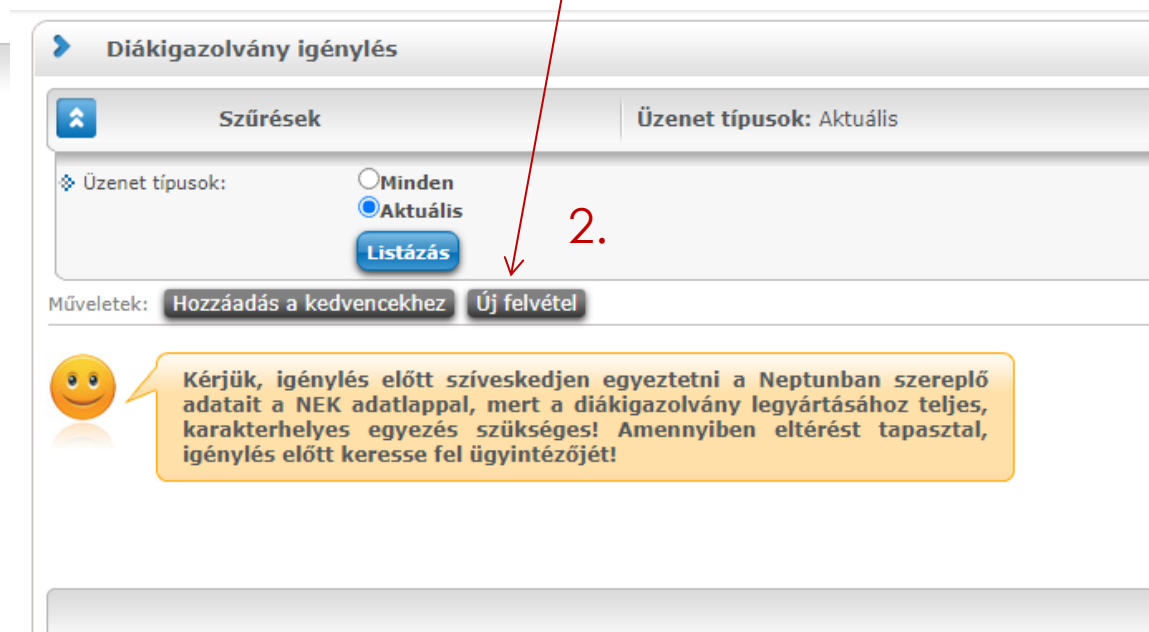 Diákigazolvány igénylés
Szűrések Üzenet típusok: Aktuális
Üzenet típusok: Minden
Aktuális
2.
Listázás
Műveletek: Hozzáadás a kedvencekhez Új felvétel
Kérjük, igénylés előtt szíveskedjen egyeztetni a Neptunban szereplő
adatait a NEK adatlappal, mert a diákigazolvány legyártásához teljes,
karakterhelyes egyezés szükséges! Amennyiben eltérést tapasztal,
igénylés előtt keresse fel ügyintézőjét!